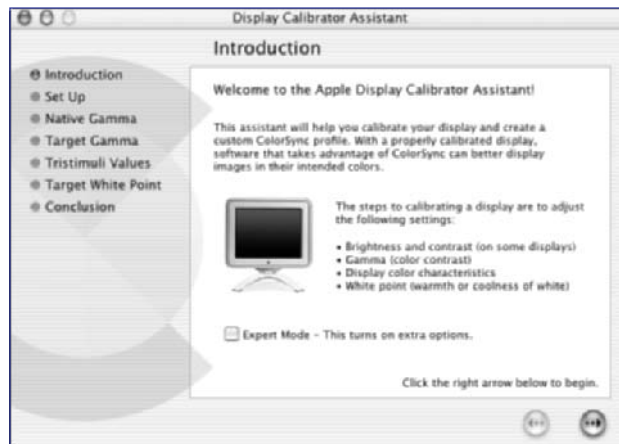 Display Calibrator Assistant
Introduction
Introduction
Set Up
Native Gamma
Target Gamma
Tristimuli Values
Target White Point
Conclusion
Welcome to the Apple Display Calibrator Assistant!
This assistant will help you calibrate your display and create a
custom ColorSync profile. With a properly calibrated display,
software that takes advantage of ColorSync can better display
images in their intended colors.
The steps to calibrating a display are to adjust
the following settings:
• Brightness and contrast (on some displays)
• Gamma (color contrast)
• Display color characteristics
• White point (warmth or coolness of white)
Expert Mode – This turns on extra options.
Click the right arrow below to begin.